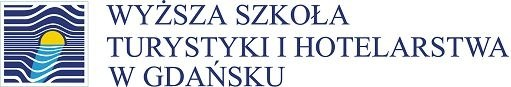 WYŻSZA SZKOŁA
TURYSTYKI I HOTELARSTWA
W GDAŃSKU